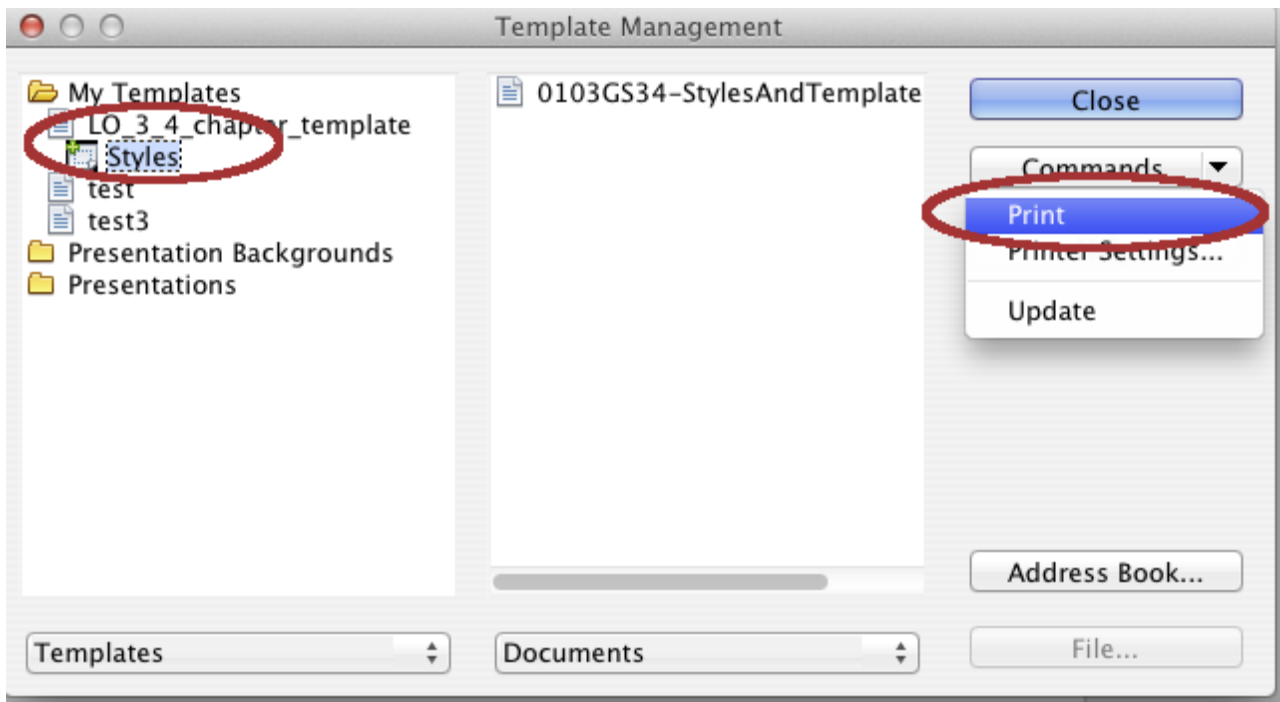 Template Management
My Templates
LO_3_4_chapter_template
Styles
test
test3
Presentation Backgrounds
Presentations
0103GS34-StylesAndTemplate
Close
Commands
Print
Printer Settings...
Update
Address Book...
Templates
Documents
File...